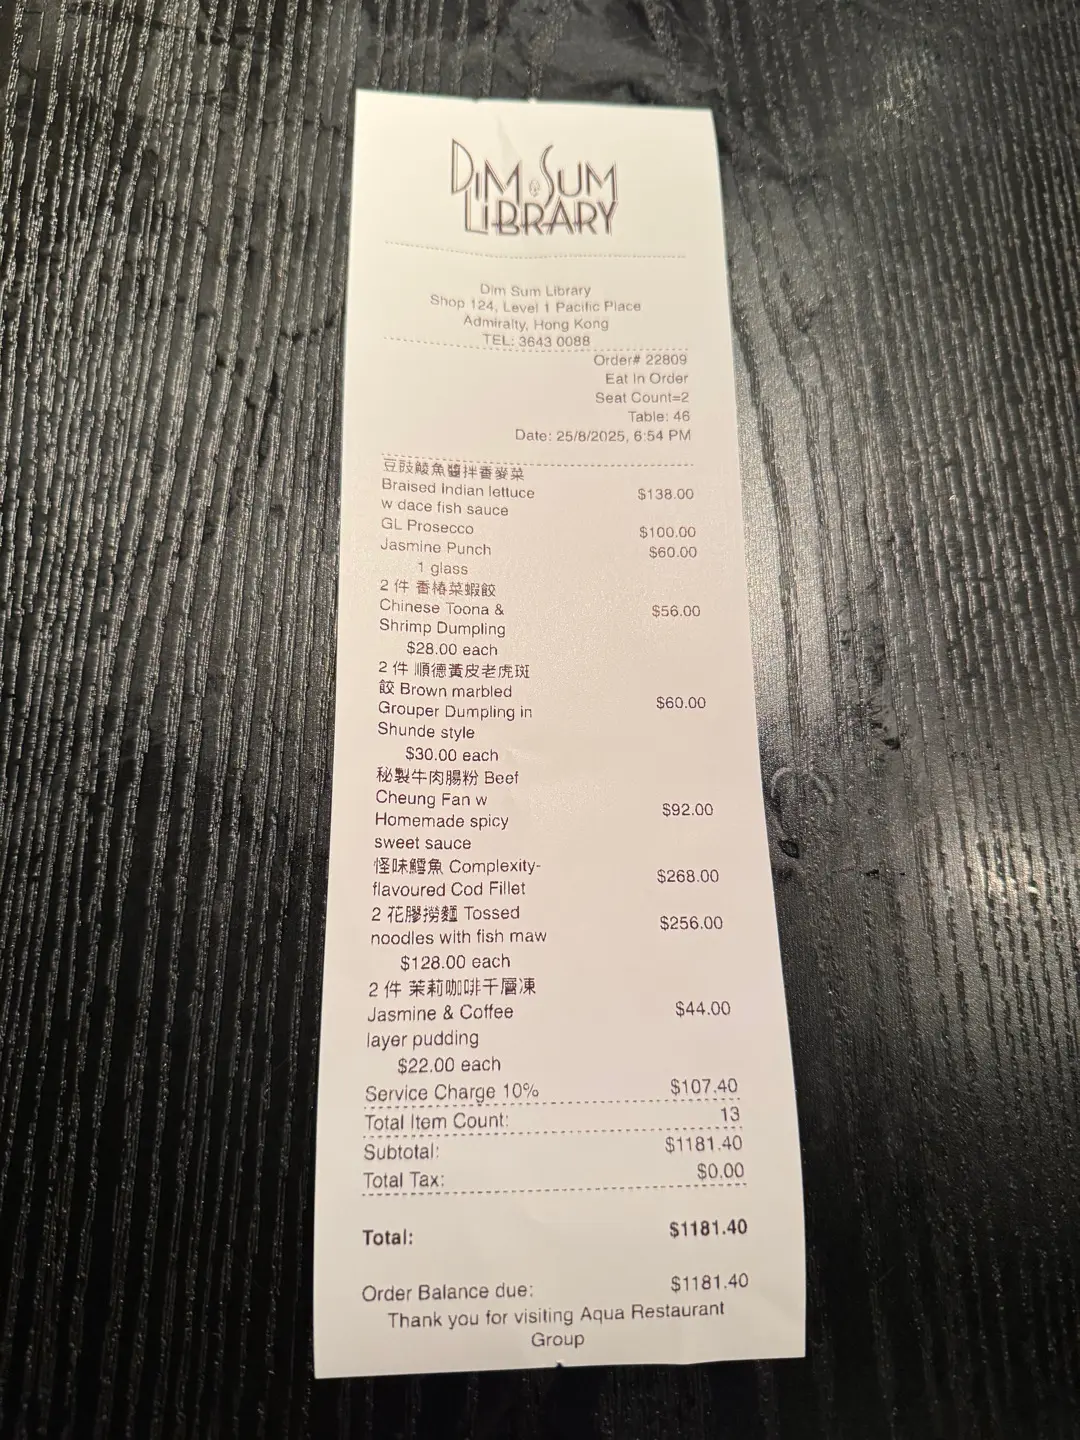 DIM SUM
LIBRARY
Dim Sum Library
Shop 124, Level 1 Pacific Place
Admiralty, Hong Kong
TEL: 3643 0088
Order# 22809
Eat In Order
Seat Count=2
Table: 46
Date: 25/8/2025, 6:54 PM
豆豉鯪魚醬拌香麥菜
Braised Indian lettuce $138.00
w dace fish sauce
GL Prosecco $100.00
Jasmine Punch $60.00
1 glass
2 件 香椿菜蝦餃
Chinese Toona & $56.00
Shrimp Dumpling
$28.00 each
2 件 順德黃皮老虎斑
餃 Brown marbled
Grouper Dumpling in $60.00
Shunde style
$30.00 each
秘製牛肉腸粉 Beef
Cheung Fan w $92.00
Homemade spicy
sweet sauce
怪味鱈魚 Complexity- $268.00
flavoured Cod Fillet
2 花膠撈麵 Tossed $256.00
noodles with fish maw
$128.00 each
2 件 茉莉咖啡千層凍
Jasmine & Coffee $44.00
layer pudding
$22.00 each
Service Charge 10% $107.40
Total Item Count: 13
Subtotal: $1181.40
Total Tax: $0.00
Total: $1181.40
Order Balance due: $1181.40
Thank you for visiting Aqua Restaurant
Group